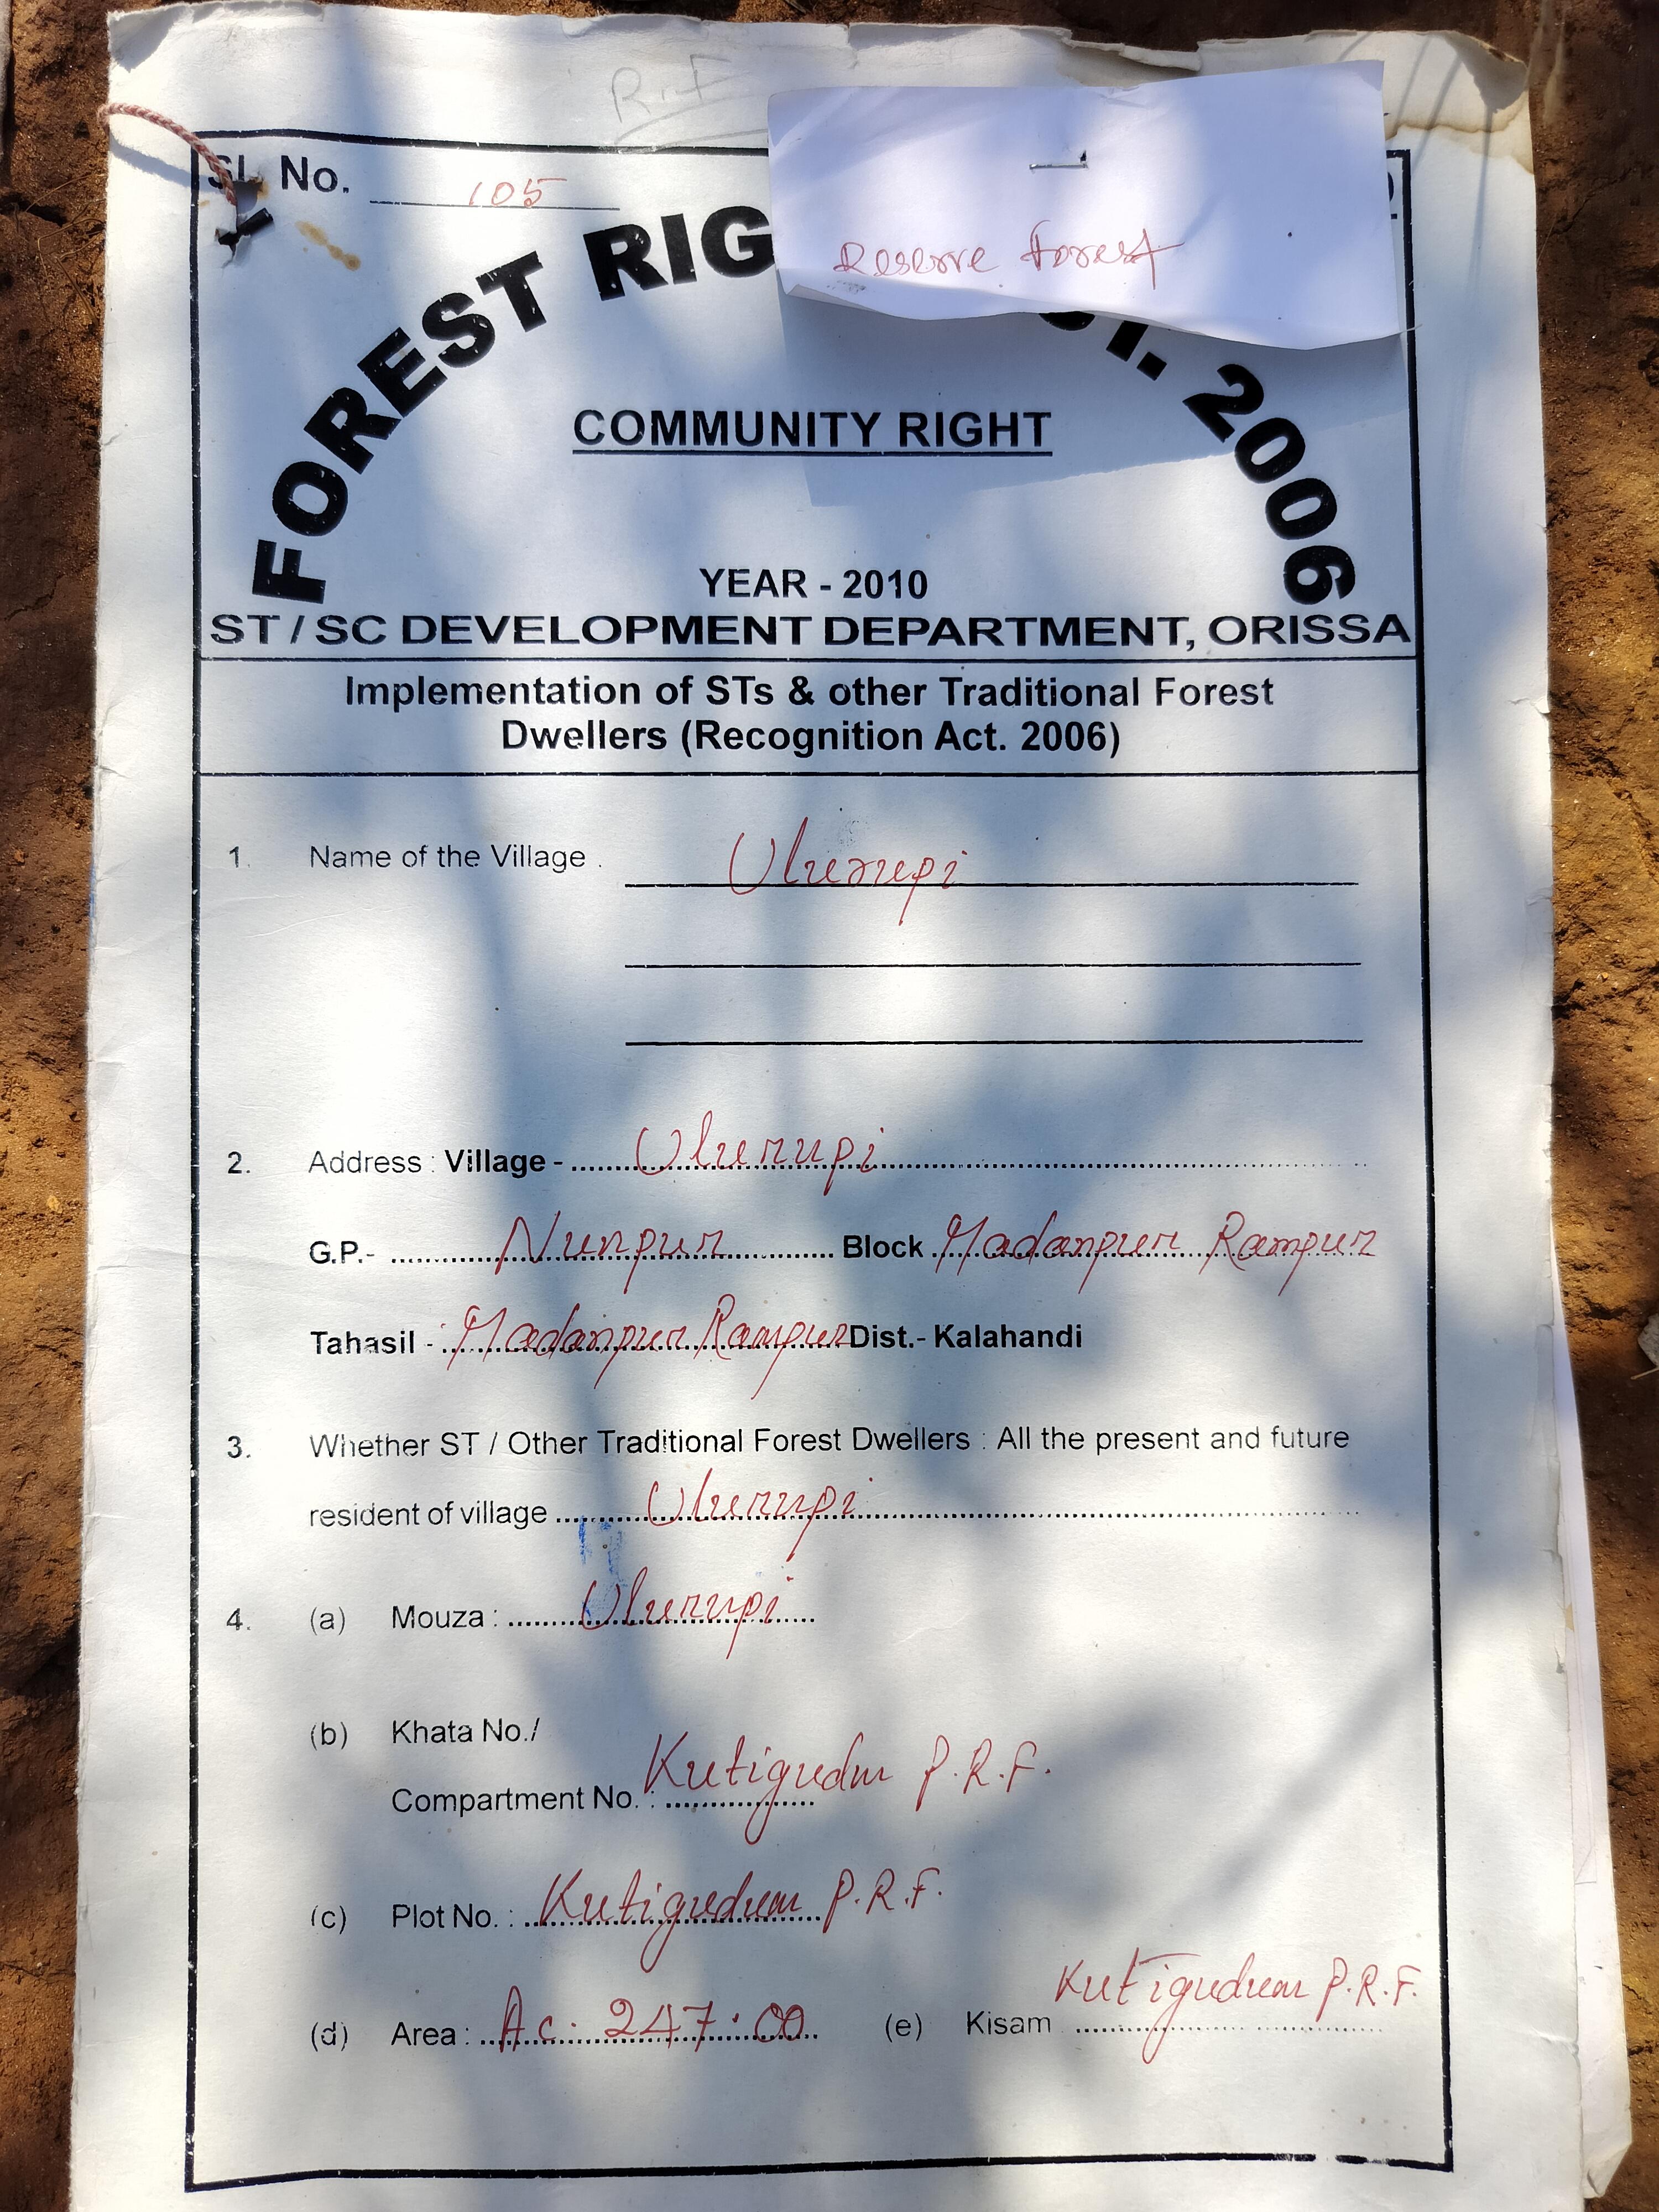 R.F
Sl. No. 105
Reserve Forest
FOREST RIG
CT. 2006
COMMUNITY RIGHT
YEAR - 2010
ST / SC DEVELOPMENT DEPARTMENT, ORISSA
Implementation of STs & other Traditional Forest
Dwellers (Recognition Act. 2006)
1. Name of the Village . Ulurupi
2. Address : Village - Ulurupi
G.P.- Nunpur Block Madanpur Rampur
Tahasil - Madanpur Rampur Dist.- Kalahandi
3. Whether ST / Other Traditional Forest Dwellers : All the present and future
resident of village Ulurupi
4. (a) Mouza : Ulurupi
(b) Khata No./
Compartment No. : Kutigudum P.R.F.
(c) Plot No. : Kutigudum P.R.F.
(d) Area : Ac. 247.00 (e) Kisam Kutigudum P.R.F.